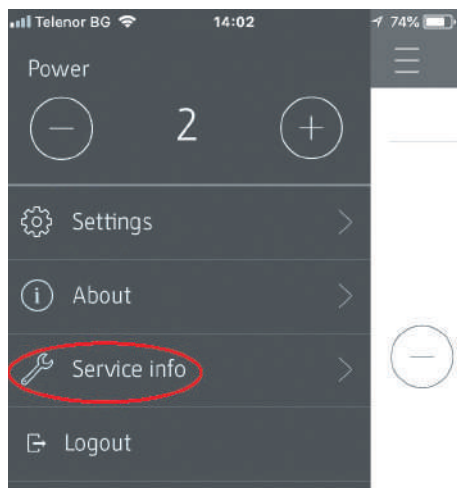 Telenor BG 14:02 74%
Power
2
Settings
About
Service info
Logout